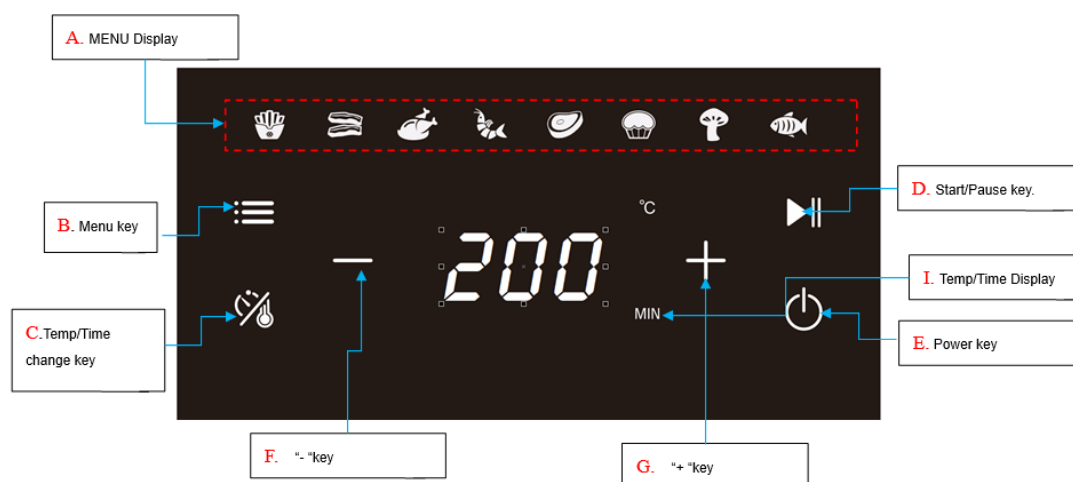 A. MENU Display
B. Menu key
C.Temp/Time
change key
℃
200
MIN
D. Start/Pause key.
I. Temp/Time Display
E. Power key
F. “- “key
G. “+ “key